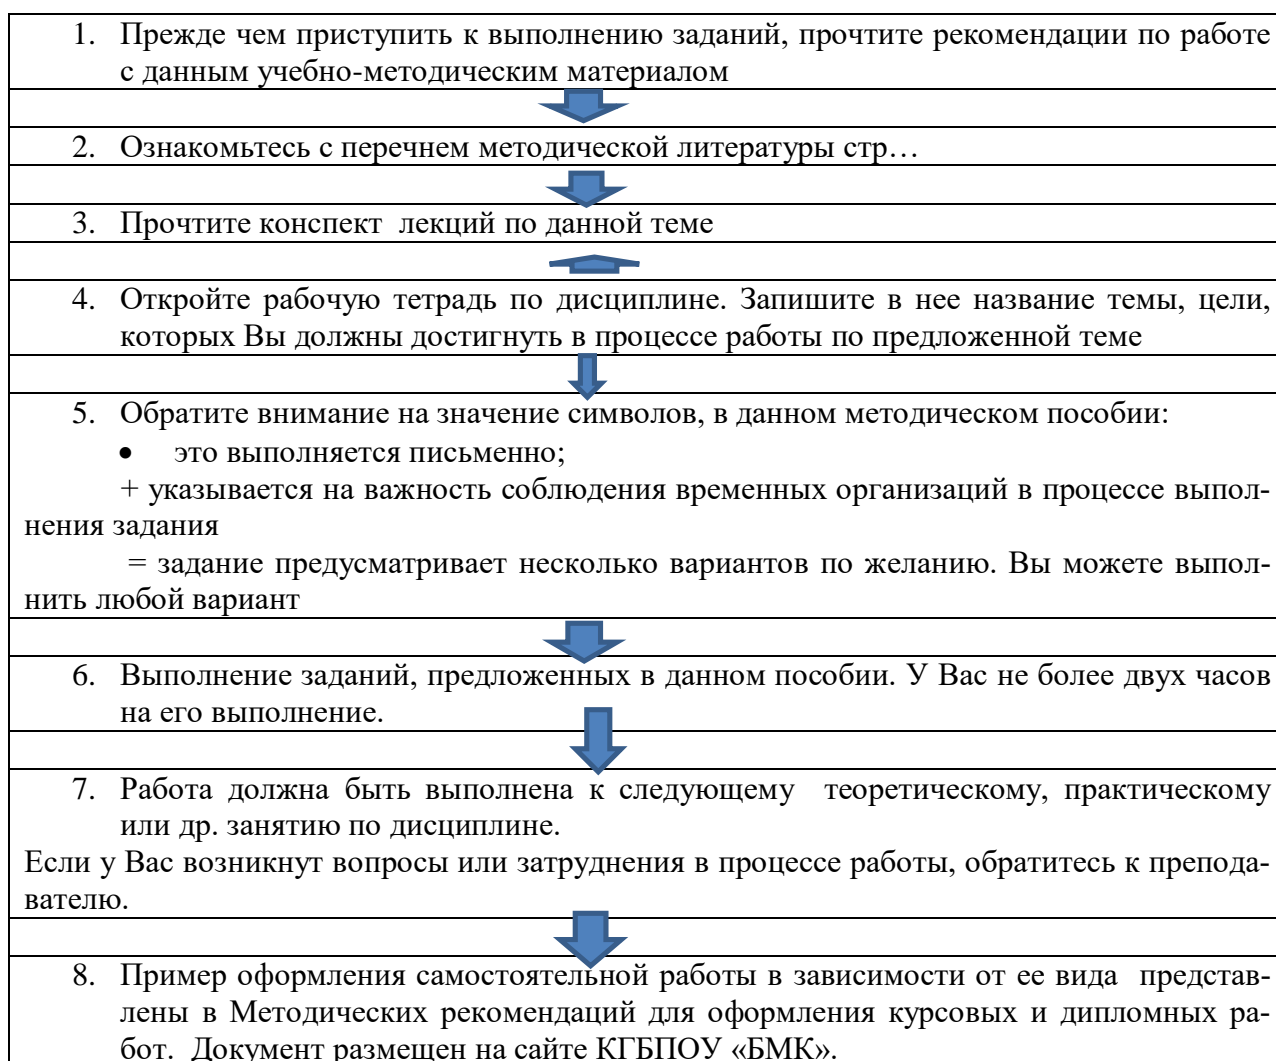 1. Прежде чем приступить к выполнению заданий, прочтите рекомендации по работе
с данным учебно-методическим материалом
2. Ознакомьтесь с перечнем методической литературы стр…
3. Прочтите конспект лекций по данной теме
4. Откройте рабочую тетрадь по дисциплине. Запишите в нее название темы, цели,
которых Вы должны достигнуть в процессе работы по предложенной теме
5. Обратите внимание на значение символов, в данном методическом пособии:
• это выполняется письменно;
+ указывается на важность соблюдения временных организаций в процессе выпол-
нения задания
= задание предусматривает несколько вариантов по желанию. Вы можете выпол-
нить любой вариант
6. Выполнение заданий, предложенных в данном пособии. У Вас не более двух часов
на его выполнение.
7. Работа должна быть выполнена к следующему теоретическому, практическому
или др. занятию по дисциплине.
Если у Вас возникнут вопросы или затруднения в процессе работы, обратитесь к препода-
вателю.
8. Пример оформления самостоятельной работы в зависимости от ее вида представ-
лены в Методических рекомендаций для оформления курсовых и дипломных ра-
бот. Документ размещен на сайте КГБПОУ «БМК».